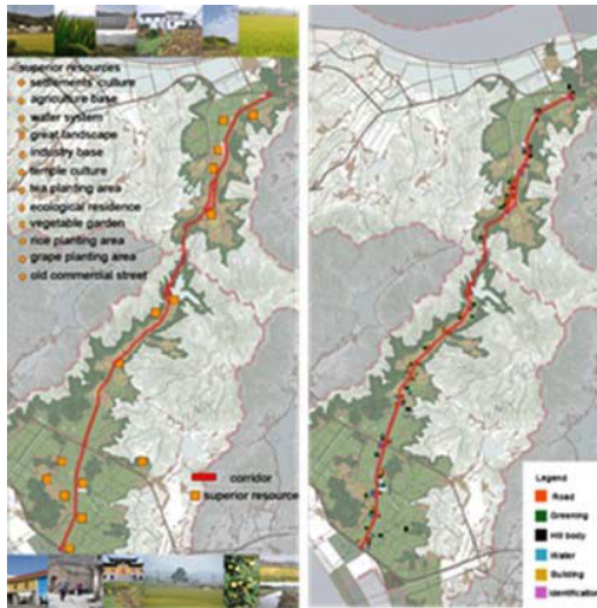 superior resources
settlements' culture
agriculture base
water system
great landscape
industry base
temple culture
tea planting area
ecological residence
vegetable garden
rice planting area
grape planting area
old commercial street
corridor
superior resource
Legend
Road
Greening
Hill body
Water
Building
Identification